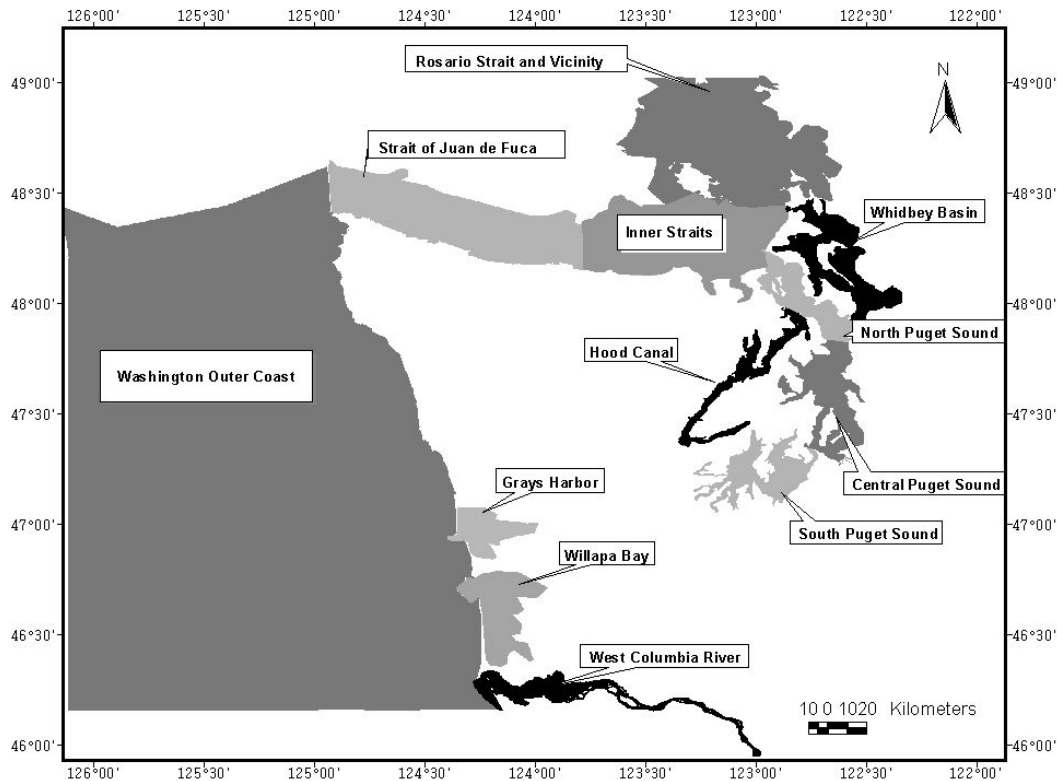 126°00' 125°30' 125°00' 124°30' 124°00' 123°30' 123°00' 122°30' 122°00'
Rosario Strait and Vicinity
N
49°00' 49°00'
Strait of Juan de Fuca
48°30' 48°30'
Whidbey Basin
Inner Straits
48°00' 48°00'
North Puget Sound
Hood Canal
Washington Outer Coast
47°30' 47°30'
Central Puget Sound
Grays Harbor
47°00' 47°00'
South Puget Sound
Willapa Bay
46°30' 46°30'
West Columbia River
10 0 1020 Kilometers
46°00' 46°00'
126°00' 125°30' 125°00' 124°30' 124°00' 123°30' 123°00' 122°30' 122°00'